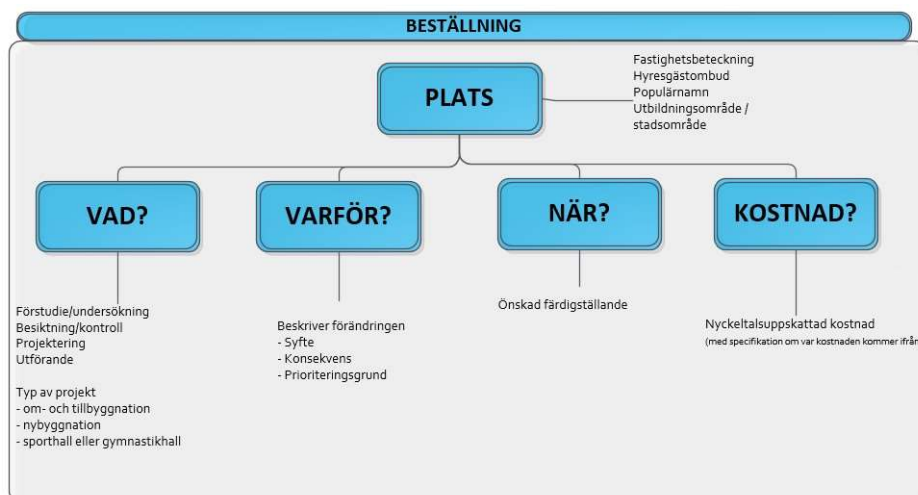 BESTÄLLNING
PLATS
Fastighetsbeteckning
Hyresgästombud
Populärnamn
Utbildningsområde /
stadsområde
VAD?
VARFÖR?
NÄR?
KOSTNAD?
Förstudie/undersökning
Besiktning/kontroll
Projektering
Utförande
Typ av projekt
- om- och tillbyggnation
- nybyggnation
- sporthall eller gymnastikhall
Beskriver förändringen
- Syfte
- Konsekvens
- Prioriteringsgrund
Önskad färdigställande
Nyckeltalsuppskattad kostnad
(med specifikation om var kostnaden kommer ifrån